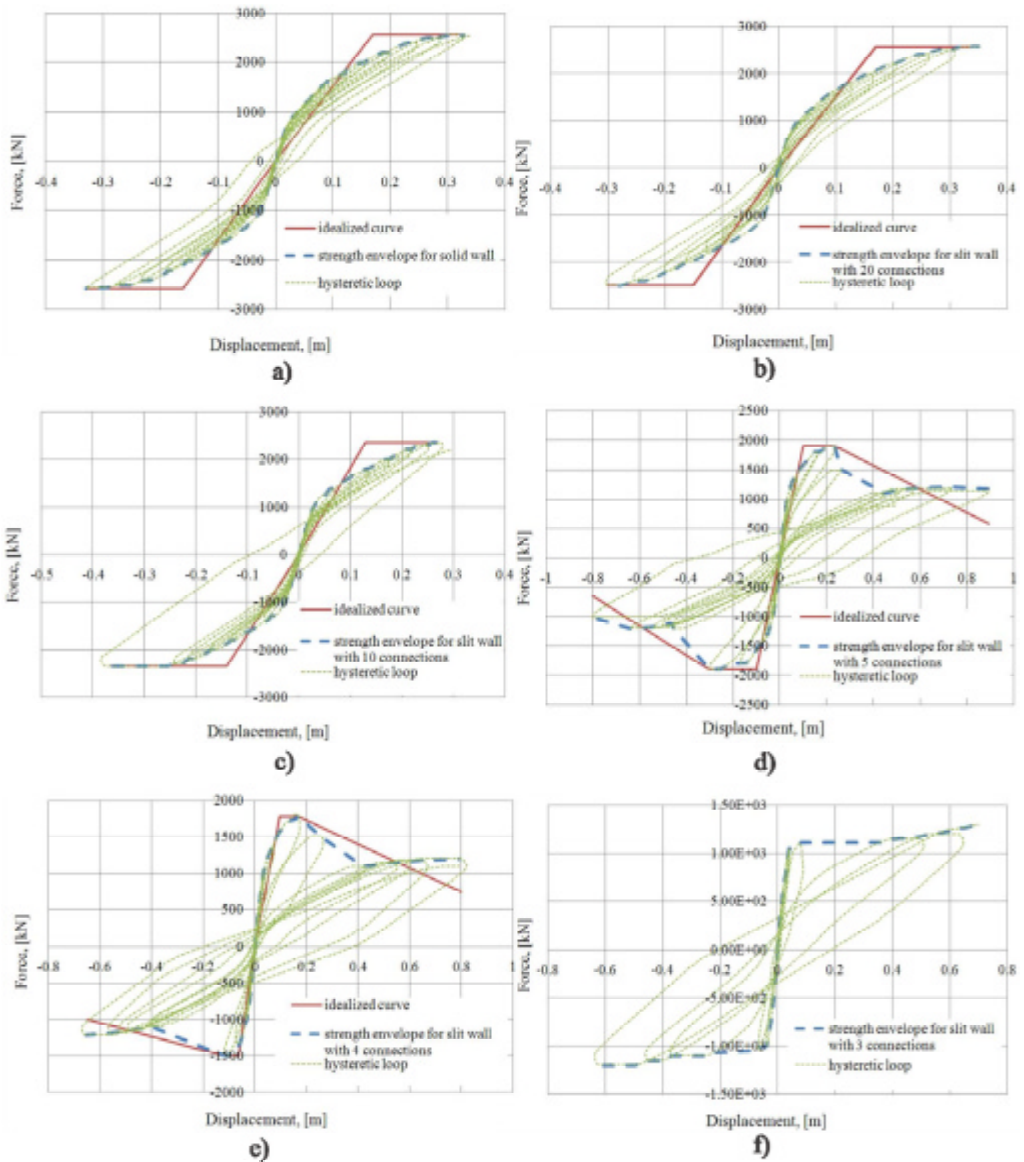 3000
2000
1000
0
-1000
-2000
-3000
-0.4 -0.3 -0.2 -0.1 0 0.1 0.2 0.3 0.4
Force, [kN]
idealized curve
strength envelope for solid wall
hysteretic loop
Displacement, [m]
a)
3000
2000
1000
0
-1000
-2000
-3000
-0.4 -0.3 -0.2 -0.1 0 0.1 0.2 0.3 0.4
Force, [kN]
idealized curve
strength envelope for slit wall
with 20 connections
hysteretic loop
Displacement, [m]
b)
3000
2000
1000
0
-1000
-2000
-3000
-0.5 -0.4 -0.3 -0.2 -0.1 0 0.1 0.2 0.3 0.4
Force, [kN]
idealized curve
strength envelope for slit wall
with 10 connections
hysteretic loop
Displacement, [m]
c)
2500
2000
1500
1000
500
0
-500
-1000
-1500
-2000
-2500
-1 -0.8 -0.6 -0.4 -0.2 0 0.2 0.4 0.6 0.8 1
Force, [kN]
idealized curve
strength envelope for slit wall
with 5 connections
hysteretic loop
Displacement, [m]
d)
2000
1500
1000
500
0
-500
-1000
-1500
-2000
-0.8 -0.6 -0.4 -0.2 0 0.2 0.4 0.6 0.8 1
Force, [kN]
idealized curve
strength envelope for slit wall
with 4 connections
hysteretic loop
Displacement, [m]
e)
1.50E+03
1.00E+03
5.00E+02
0.00E+00
-5.00E+02
-1.00E+03
-1.50E+03
-0.8 -0.6 -0.4 -0.2 0 0.2 0.4 0.6 0.8
Force, [kN]
strength envelope for slit wall
with 3 connections
hysteretic loop
Displacement, [m]
f)